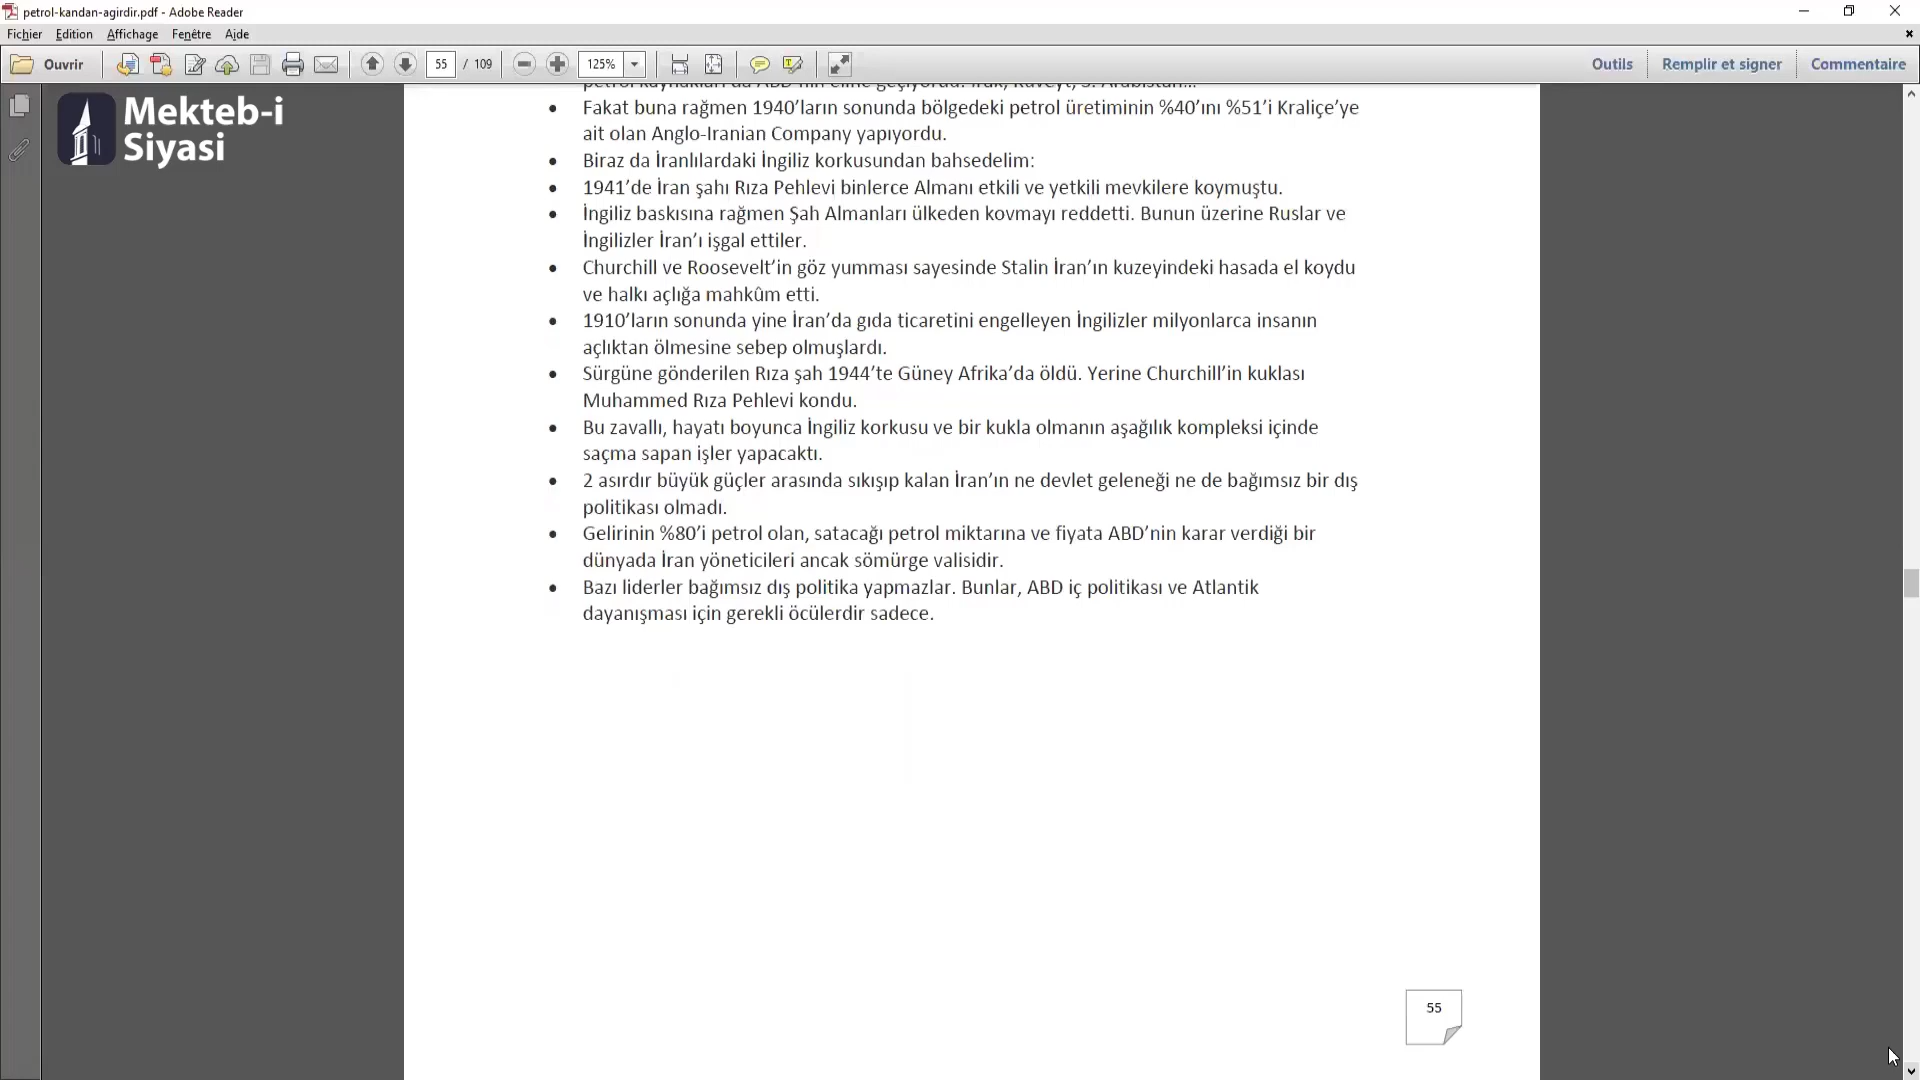 petrol-kandan-agirdir.pdf - Adobe Reader
Fichier Edition Affichage Fenêtre Aide
Ouvrir 55 / 109 125% Outils Remplir et signer Commentaire
Mekteb-i
Siyasi
petrol kaynakları da ABD'nin eline geçiyordu. Irak, Kuveyt, S. Arabistan...
• Fakat buna rağmen 1940’ların sonunda bölgedeki petrol üretiminin %40’ını %51’i Kraliçe’ye
ait olan Anglo-Iranian Company yapıyordu.
• Biraz da İranlılardaki İngiliz korkusundan bahsedelim:
• 1941’de İran şahı Rıza Pehlevi binlerce Almanı etkili ve yetkili mevkilere koymuştu.
• İngiliz baskısına rağmen Şah Almanları ülkeden kovmayı reddetti. Bunun üzerine Ruslar ve
İngilizler İran’ı işgal ettiler.
• Churchill ve Roosevelt’in göz yumması sayesinde Stalin İran’ın kuzeyindeki hasada el koydu
ve halkı açlığa mahkûm etti.
• 1910’ların sonunda yine İran’da gıda ticaretini engelleyen İngilizler milyonlarca insanın
açlıktan ölmesine sebep olmuşlardı.
• Sürgüne gönderilen Rıza şah 1944’te Güney Afrika’da öldü. Yerine Churchill’in kuklası
Muhammed Rıza Pehlevi kondu.
• Bu zavallı, hayatı boyunca İngiliz korkusu ve bir kukla olmanın aşağılık kompleksi içinde
saçma sapan işler yapacaktı.
• 2 asırdır büyük güçler arasında sıkışıp kalan İran’ın ne devlet geleneği ne de bağımsız bir dış
politikası olmadı.
• Gelirinin %80’i petrol olan, satacağı petrol miktarına ve fiyata ABD’nin karar verdiği bir
dünyada İran yöneticileri ancak sömürge valisidir.
• Bazı liderler bağımsız dış politika yapmazlar. Bunlar, ABD iç politikası ve Atlantik
dayanışması için gerekli öcülerdir sadece.
55